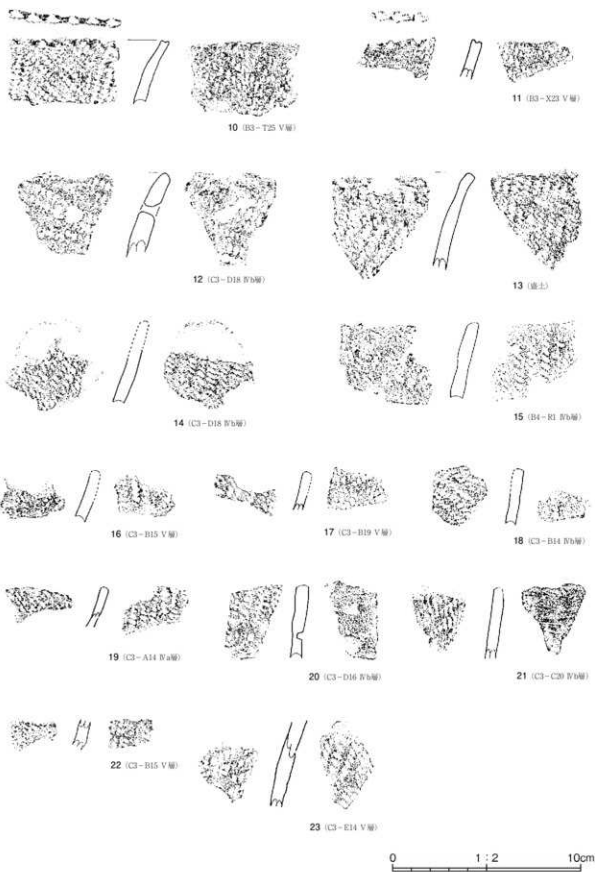 10 (B3-T25 Ⅴ層)
11 (B3-X23 Ⅴ層)
12 (C3-D18 Ⅳb層)
13 (盛土)
14 (C3-D18 Ⅳb層)
15 (B4-R1 Ⅳb層)
16 (C3-B15 Ⅴ層)
17 (C3-B19 Ⅴ層)
18 (C3-B14 Ⅳb層)
19 (C3-A14 Ⅳa層)
20 (C3-D16 Ⅳb層)
21 (C3-C20 Ⅳb層)
22 (C3-B15 Ⅴ層)
23 (C3-E14 Ⅴ層)
0 1:2 10cm